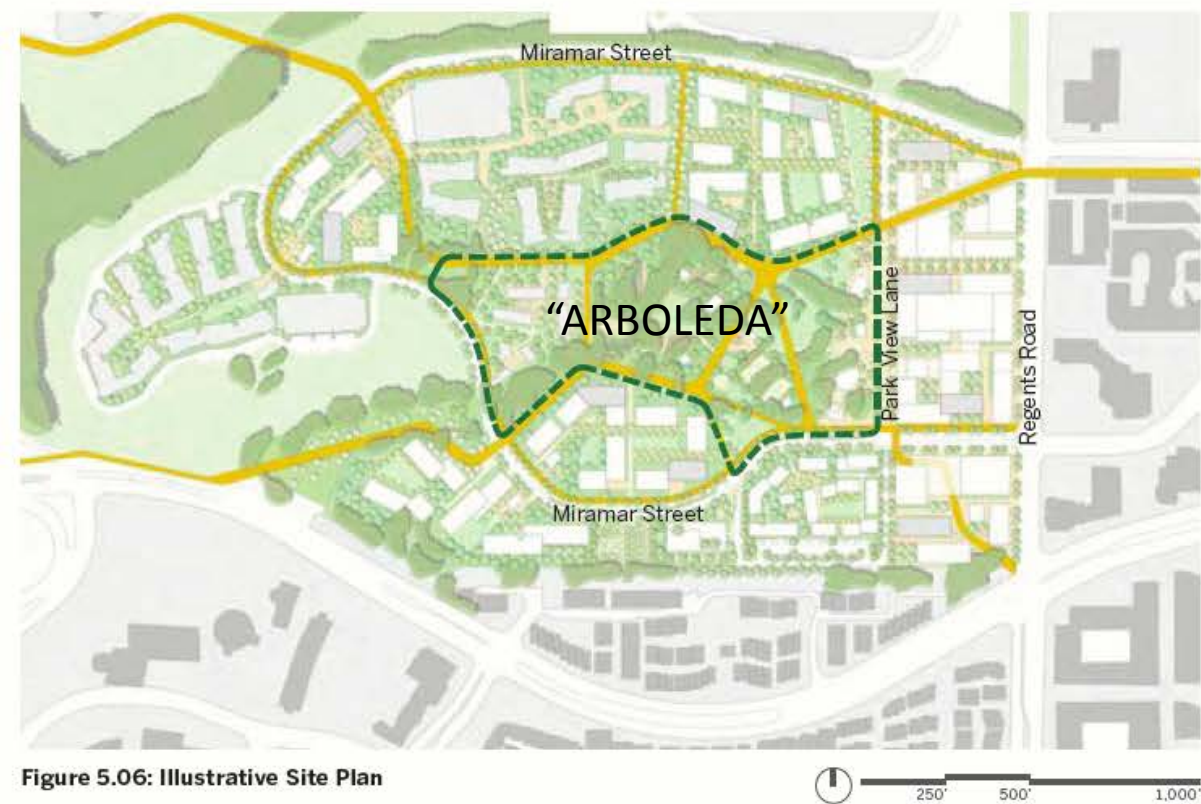 Miramar Street
“ARBOLEDA”
Park View Lane
Regents Road
Miramar Street
Figure 5.06: Illustrative Site Plan
250'
500'
1,000'